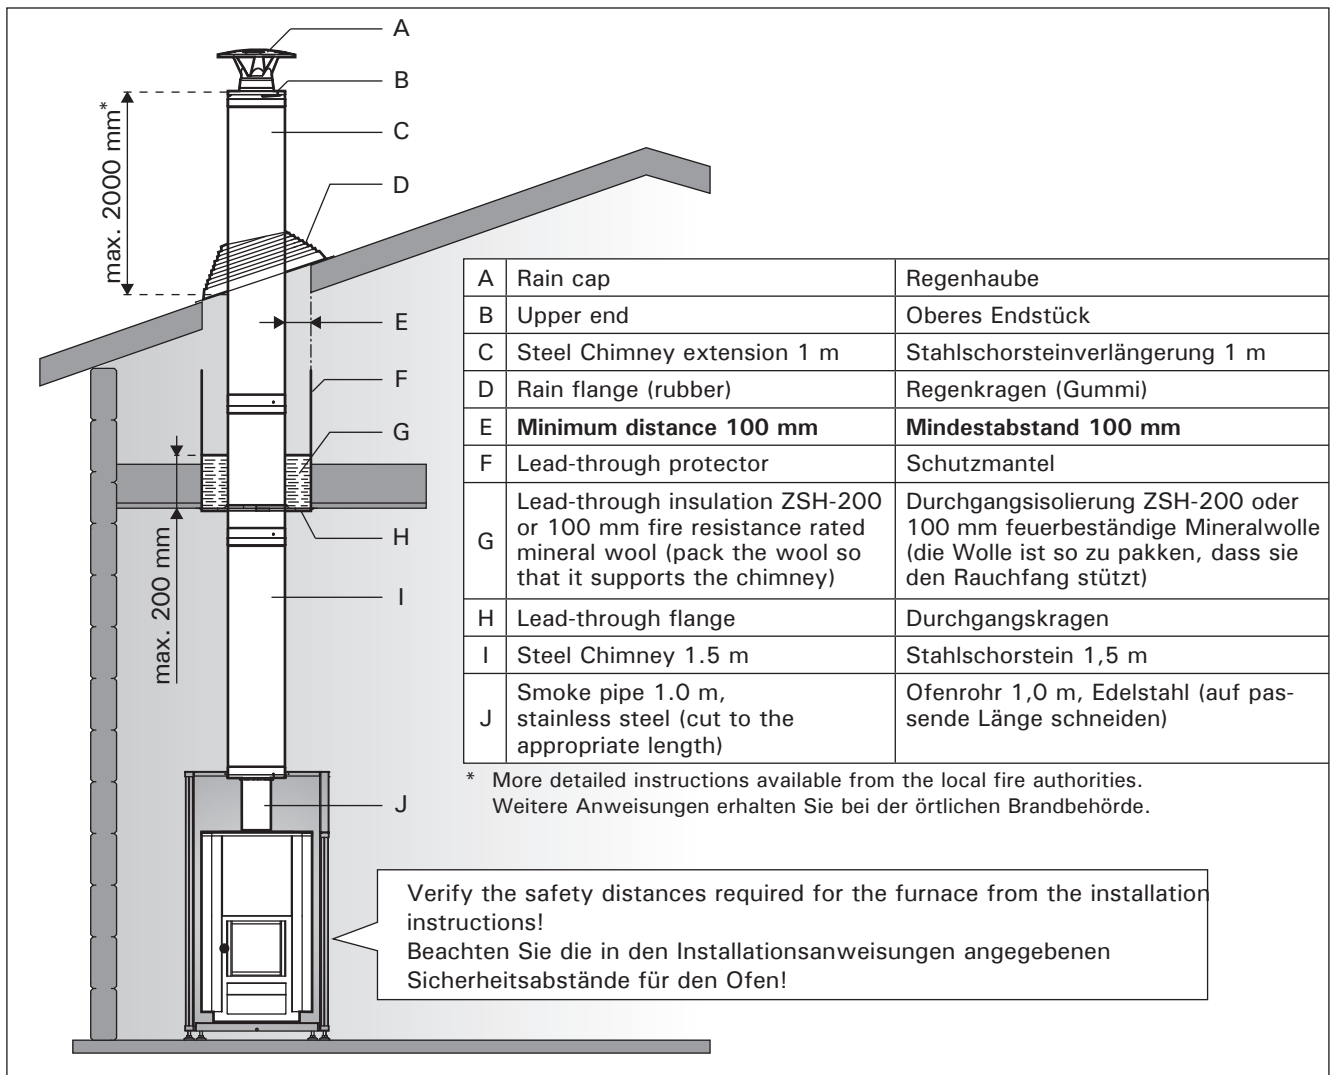 A
B
C
D
E
F
G
H
I
J
max. 2000 mm*
max. 200 mm
A Rain cap Regenhaube
B Upper end Oberes Endstück
C Steel Chimney extension 1 m Stahlschorsteinverlängerung 1 m
D Rain flange (rubber) Regenkragen (Gummi)
E Minimum distance 100 mm Mindestabstand 100 mm
F Lead-through protector Schutzmantel
G
Lead-through insulation ZSH-200
or 100 mm fire resistance rated
mineral wool (pack the wool so
that it supports the chimney)
Durchgangsisolierung ZSH-200 oder
100 mm feuerbeständige Mineralwolle
(die Wolle ist so zu pakken, dass sie
den Rauchfang stützt)
H Lead-through flange Durchgangskragen
I Steel Chimney 1.5 m Stahlschorstein 1,5 m
J
Smoke pipe 1.0 m,
stainless steel (cut to the
appropriate length)
Ofenrohr 1,0 m, Edelstahl (auf pas-
sende Länge schneiden)
* More detailed instructions available from the local fire authorities.
Weitere Anweisungen erhalten Sie bei der örtlichen Brandbehörde.
Verify the safety distances required for the furnace from the installation
instructions!
Beachten Sie die in den Installationsanweisungen angegebenen
Sicherheitsabstände für den Ofen!